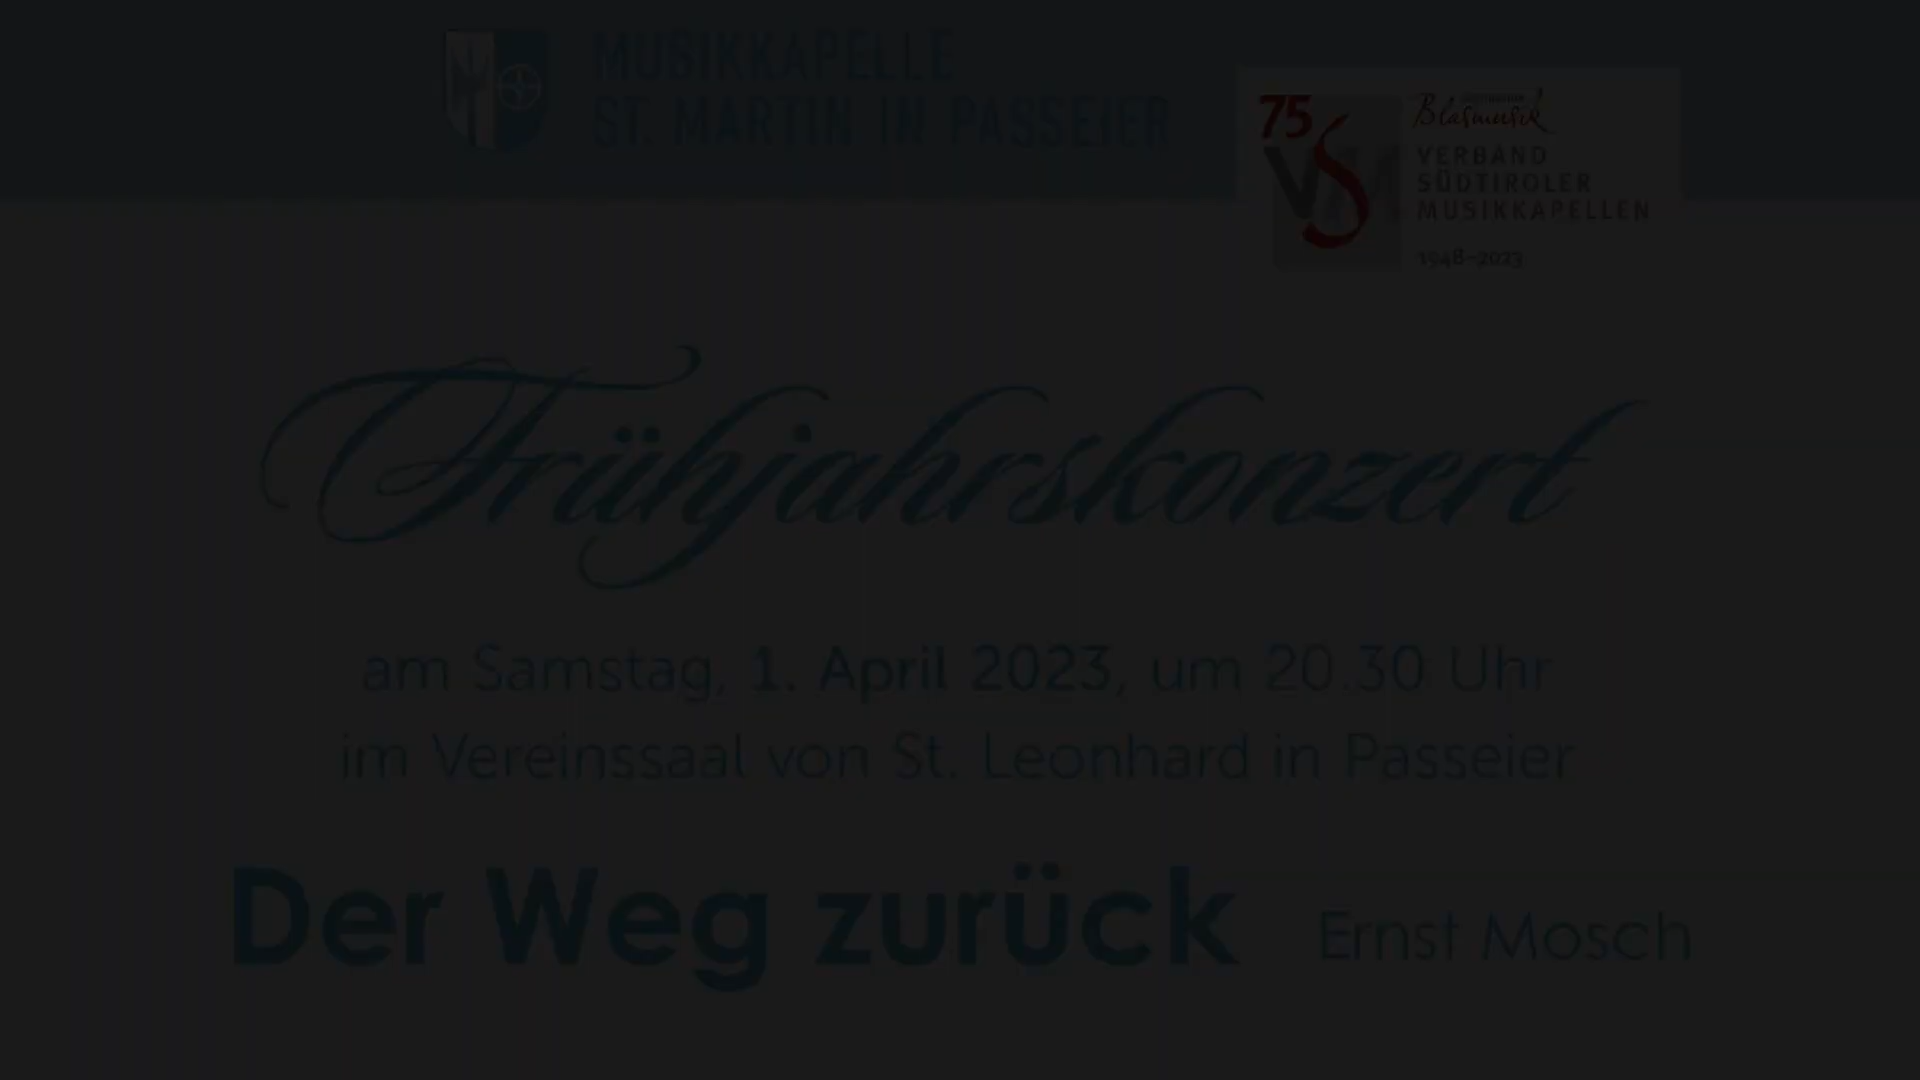 MUSIKKAPELLE
ST. MARTIN IN PASSEIER
75
Blasmusik
VSM
VERBAND
SÜDTIROLER
MUSIKKAPELLEN
1948–2023
Frühjahrskonzert
am Samstag, 1. April 2023, um 20.30 Uhr
im Vereinssaal von St. Leonhard in Passeier
Der Weg zurück Ernst Mosch